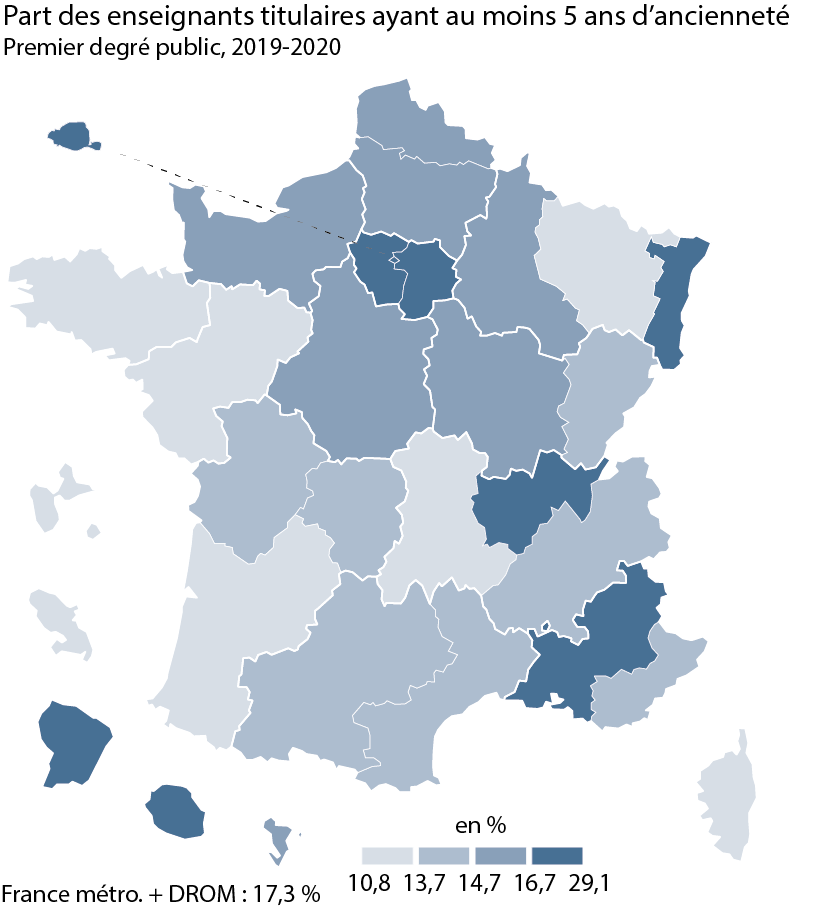 Part des enseignants titulaires ayant au moins 5 ans d’ancienneté
Premier degré public, 2019-2020
en %
10,8 13,7 14,7 16,7 29,1
France métro. + DROM : 17,3 %